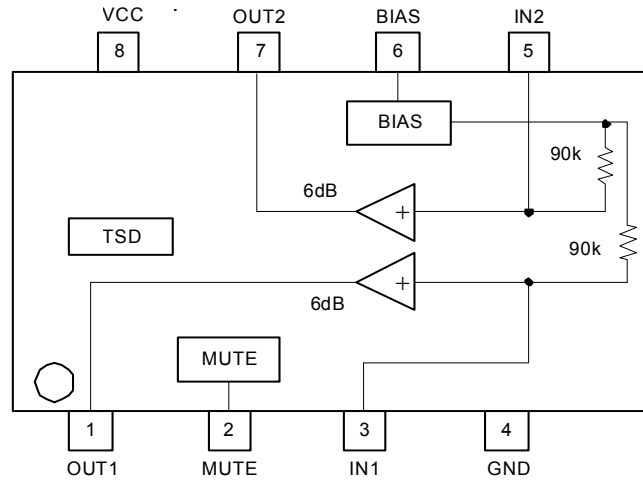 VCC OUT2 BIAS IN2
8 7 6 5
BIAS
90k
6dB
+
TSD
+
90k
6dB
MUTE
1 2 3 4
OUT1 MUTE IN1 GND